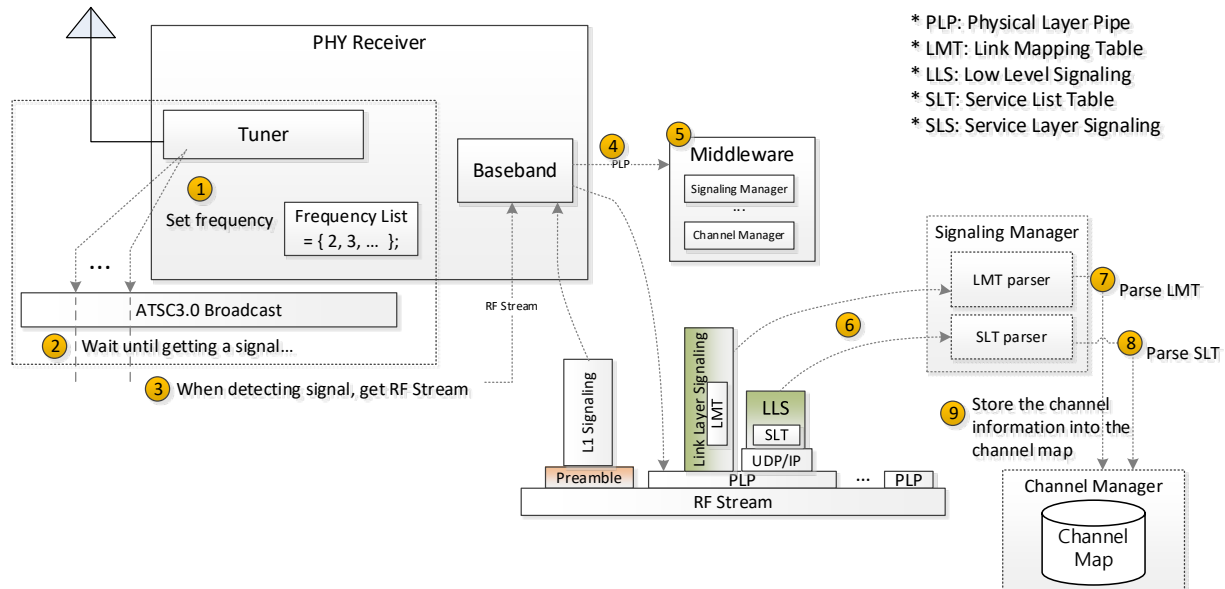 PHY Receiver
* PLP: Physical Layer Pipe
* LMT: Link Mapping Table
* LLS: Low Level Signaling
* SLT: Service List Table
* SLS: Service Layer Signaling
Tuner
1
Set frequency
Frequency List
= { 2, 3, ... };
Baseband
4
PLP
5
Middleware
Signaling Manager
...
Channel Manager
...
ATSC3.0 Broadcast
2
Wait until getting a signal...
3
When detecting signal, get RF Stream
RF Stream
L1 Signaling
Preamble
Link Layer Signaling
LMT
LLS
SLT
UDP/IP
PLP
...
PLP
RF Stream
6
Signaling Manager
LMT parser
SLT parser
7
Parse LMT
8
Parse SLT
9
Store the channel
information into the
channel map
Channel Manager
Channel
Map